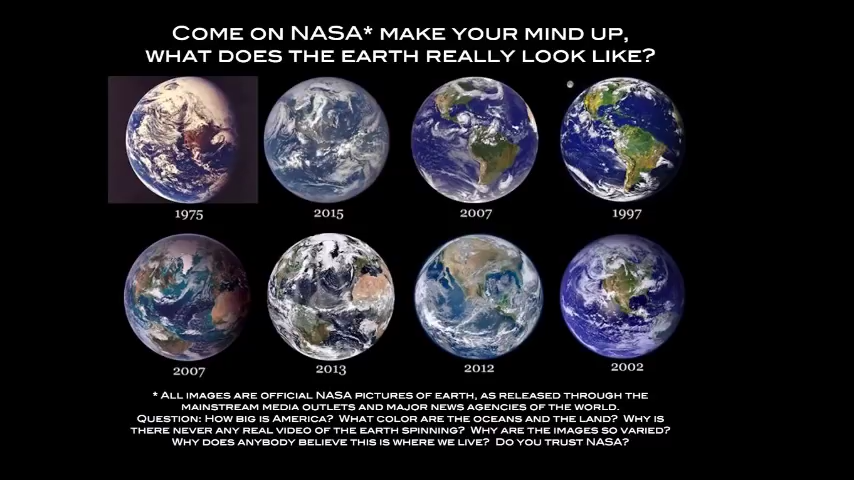 COME ON NASA* MAKE YOUR MIND UP,
WHAT DOES THE EARTH REALLY LOOK LIKE?
1975
2015
2007
1997
2007
2013
2012
2002
* ALL IMAGES ARE OFFICIAL NASA PICTURES OF EARTH, AS RELEASED THROUGH THE
MAINSTREAM MEDIA OUTLETS AND MAJOR NEWS AGENCIES OF THE WORLD.
QUESTION: HOW BIG IS AMERICA? WHAT COLOR ARE THE OCEANS AND THE LAND? WHY IS
THERE NEVER ANY REAL VIDEO OF THE EARTH SPINNING? WHY ARE THE IMAGES SO VARIED?
WHY DOES ANYBODY BELIEVE THIS IS WHERE WE LIVE? DO YOU TRUST NASA?